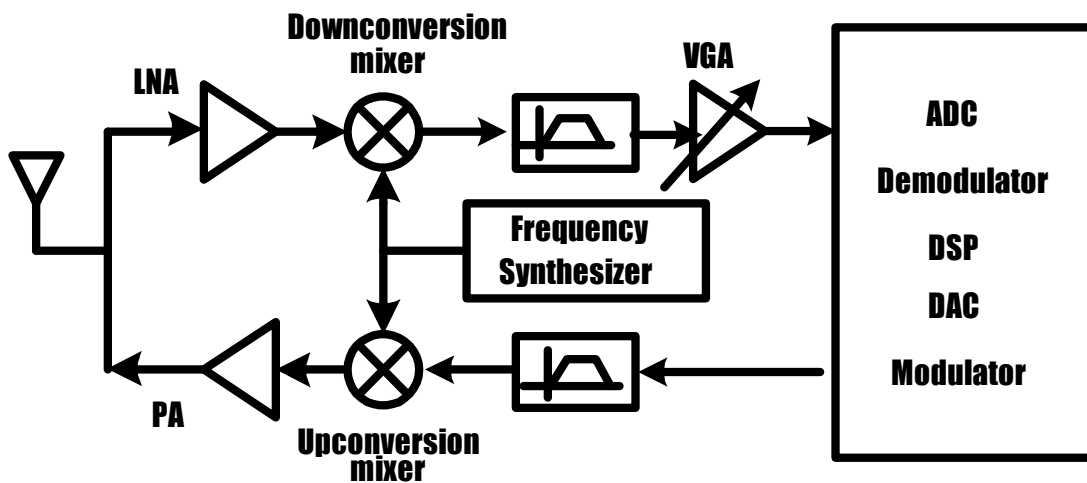 Downconversion
mixer
VGA
LNA
ADC
Demodulator
Frequency
Synthesizer
DSP
DAC
Modulator
PA
Upconversion
mixer